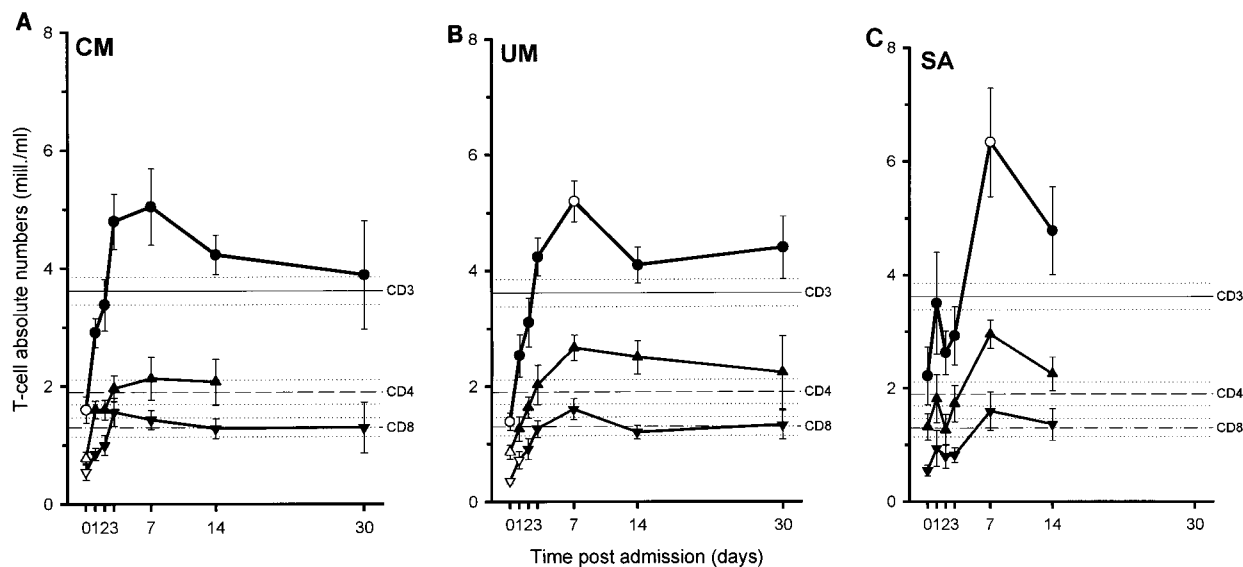 A
CM
8
6
4
2
0
T-cell absolute numbers (mill./ml)
CD3
CD4
CD8
0123 7 14 30
B
UM
8
6
4
2
0
CD3
CD4
CD8
0123 7 14 30
Time post admission (days)
C
SA
8
6
4
2
0
CD3
CD4
CD8
0123 7 14 30